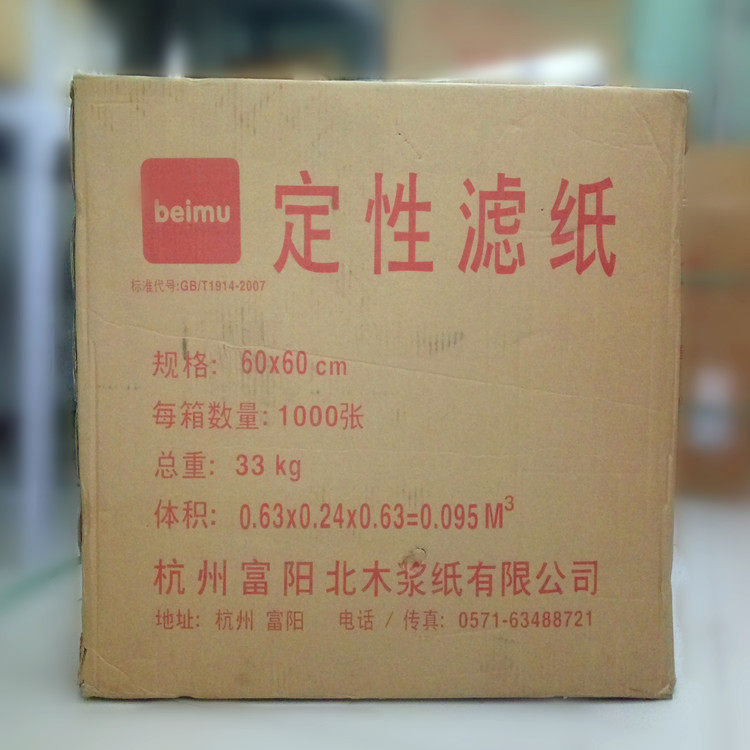 beimu
定性滤纸
标准代号:GB/T1914-2007
规格: 60x60 cm
每箱数量: 1000张
总重: 33 kg
体积: 0.63x0.24x0.63=0.095 M³
杭州富阳北木浆纸有限公司
地址: 杭州 富阳 电话 / 传真: 0571-63488721